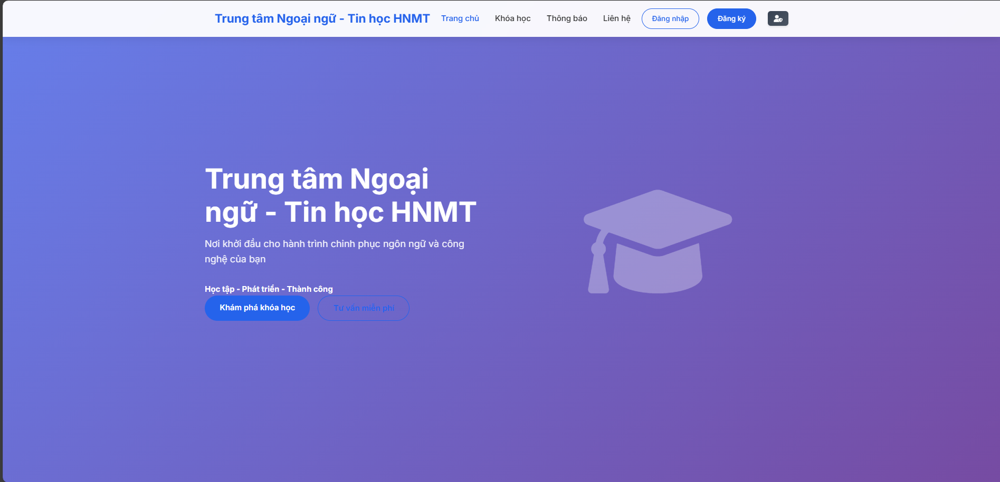 Trung tâm Ngoại ngữ - Tin học HNMT
Trang chủ
Khóa học
Thông báo
Liên hệ
Đăng nhập
Đăng ký
Trung tâm Ngoại
ngữ - Tin học HNMT
Nơi khởi đầu cho hành trình chinh phục ngôn ngữ và công
nghệ của bạn
Học tập - Phát triển - Thành công
Khám phá khóa học
Tư vấn miễn phí